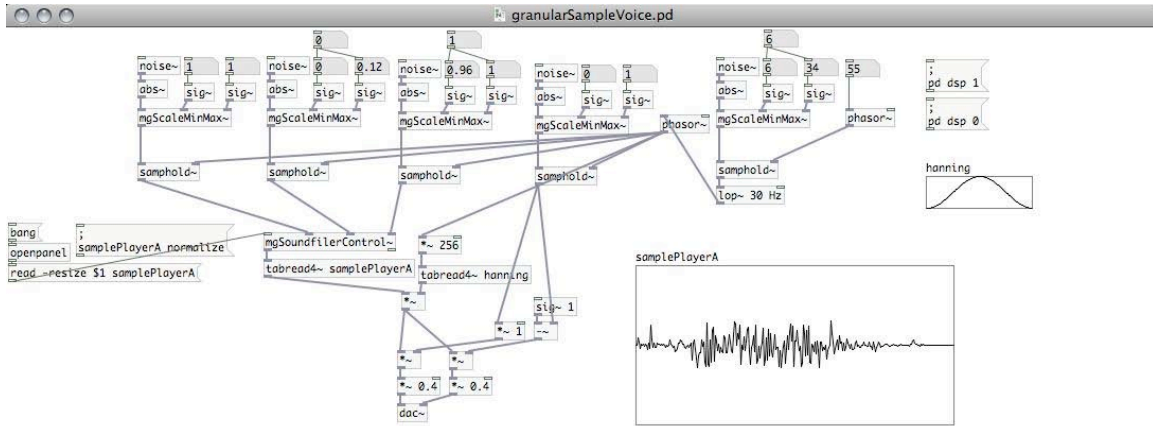 granularSampleVoice.pd
0
1
6
noise~ 1 1
noise~ 0 0.12
noise~ 0.96 1
noise~ 0 1
noise~ 6 34 55
;
pd dsp 1
abs~ sig~ sig~
abs~ sig~ sig~
abs~ sig~ sig~
abs~ sig~ sig~
abs~ sig~ sig~
;
pd dsp 0
mgScaleMinMax~
mgScaleMinMax~
mgScaleMinMax~
mgScaleMinMax~
phasor~
mgScaleMinMax~
phasor~
samphold~
samphold~
samphold~
samphold~
samphold~
hanning
lop~ 30 Hz
bang
;
samplePlayerA normalize
openpanel
read -resize $1 samplePlayerA
mgSoundfilerControl~
*~ 256
tabread4~ samplePlayerA
tabread4~ hanning
samplePlayerA
*~
sig~ 1
*~ 1
-~
*~
*~
*~ 0.4
*~ 0.4
dac~